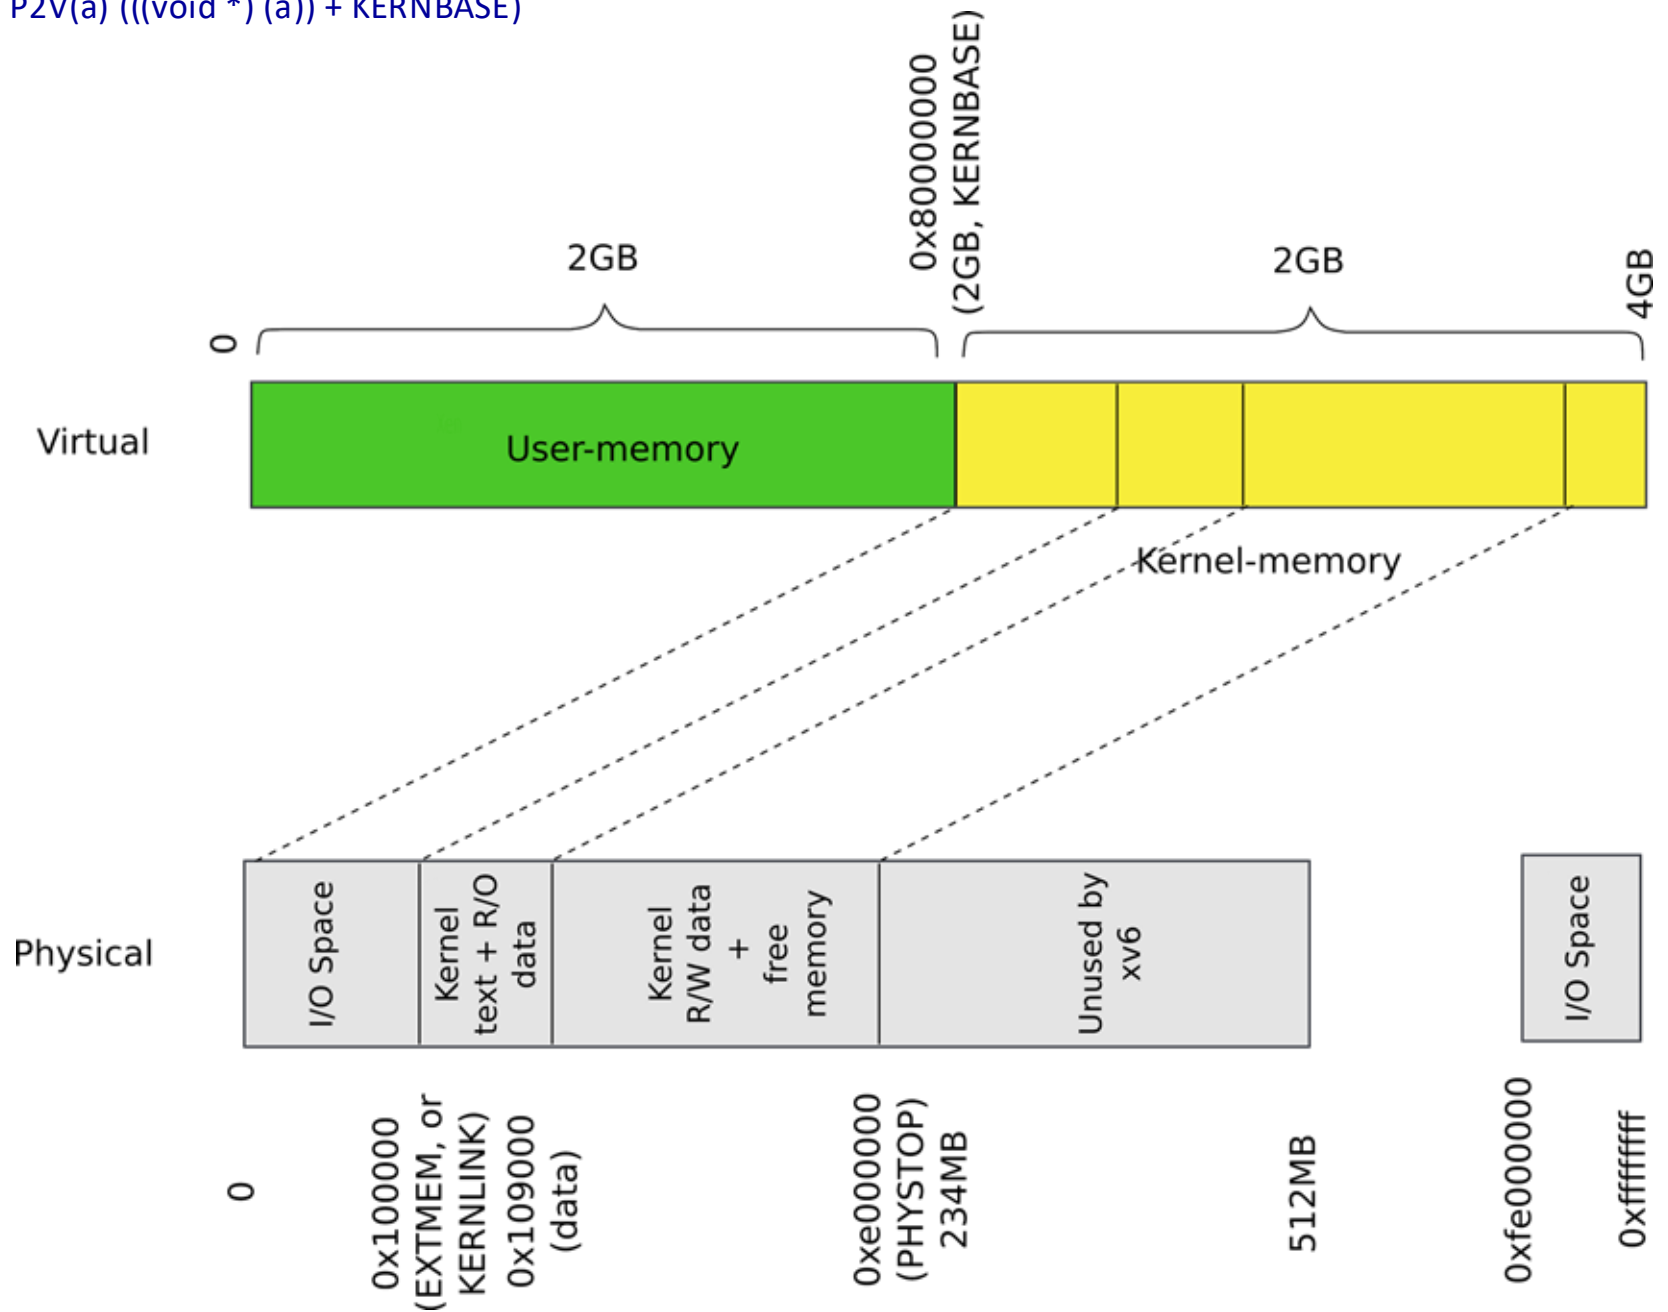 P2V(a) (((void *) (a)) + KERNBASE)
0x80000000
(2GB, KERNBASE)
2GB
2GB
4GB
0
Virtual
User-memory
Kernel-memory
Physical
I/O Space
Kernel
text + R/O
data
Kernel
R/W data
+
free
memory
Unused by
xv6
I/O Space
0
0x100000
(EXTMEM, or
KERNLINK)
0x109000
(data)
0xe000000
(PHYSTOP)
234MB
512MB
0xfe000000
0xffffffff